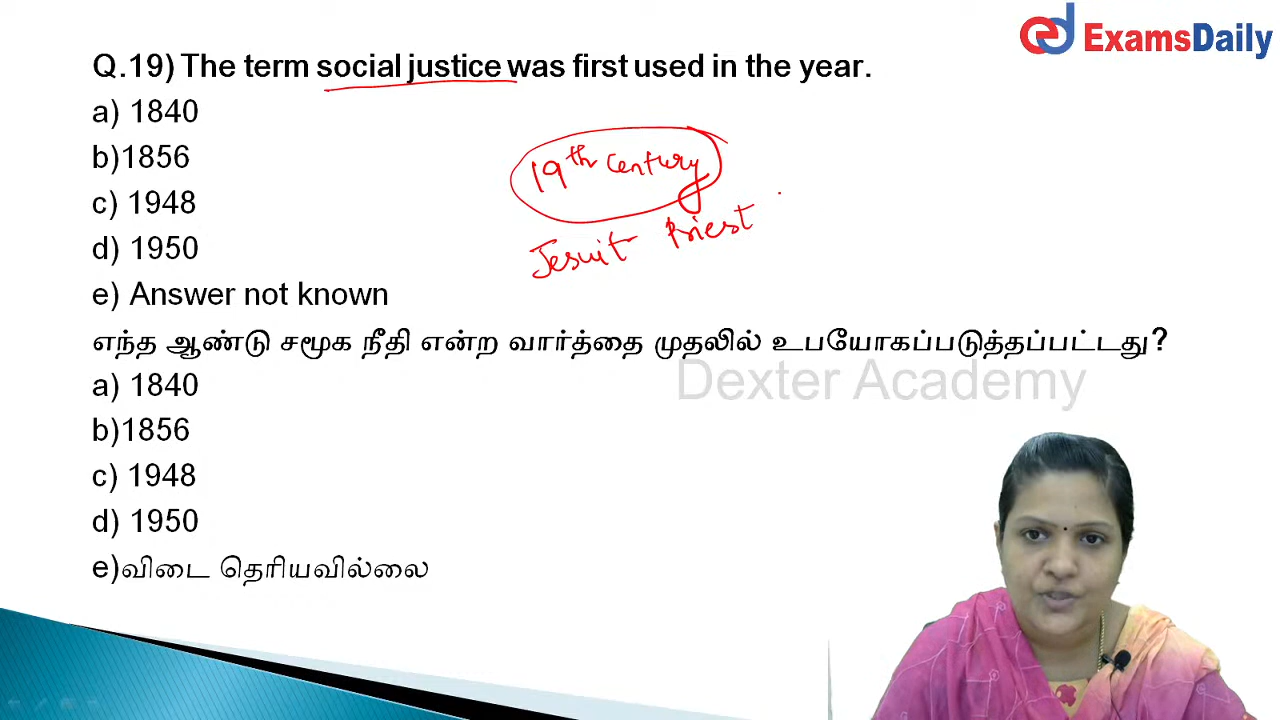 ExamsDaily
Q.19) The term social justice was first used in the year.
a) 1840
b)1856
c) 1948
d) 1950
e) Answer not known
19th Century
Jesuit Priest
எந்த ஆண்டு சமூக நீதி என்ற வார்த்தை முதலில் உபயோகப்படுத்தப்பட்டது?
Dexter Academy
a) 1840
b)1856
c) 1948
d) 1950
e)விடை தெரியவில்லை